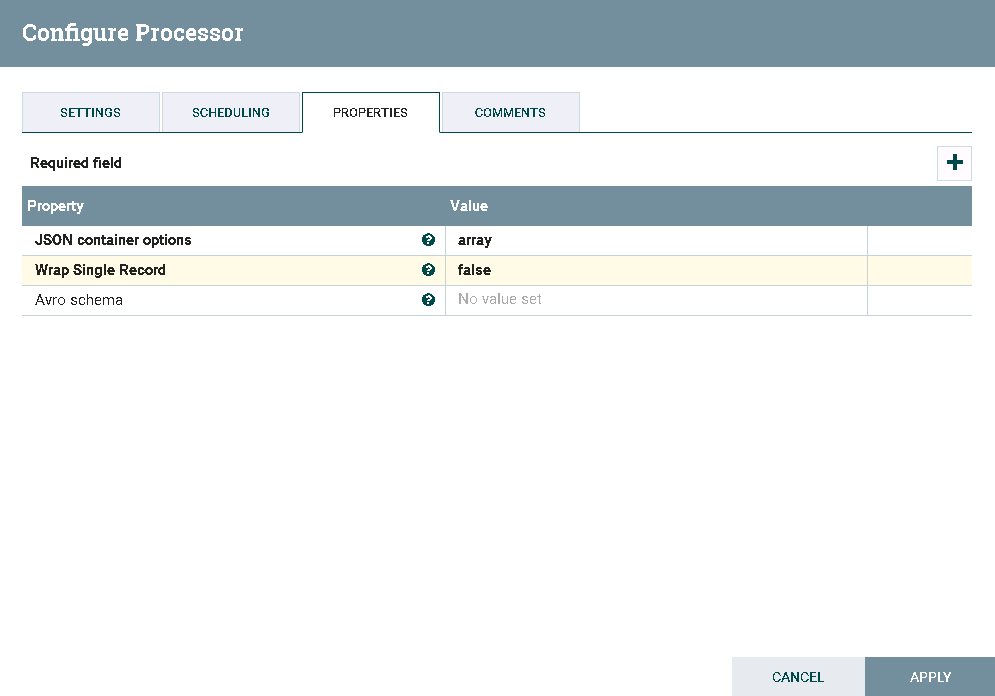 Configure Processor
SETTINGS SCHEDULING PROPERTIES COMMENTS
Required field
Property Value
JSON container options array
Wrap Single Record false
Avro schema No value set
CANCEL APPLY